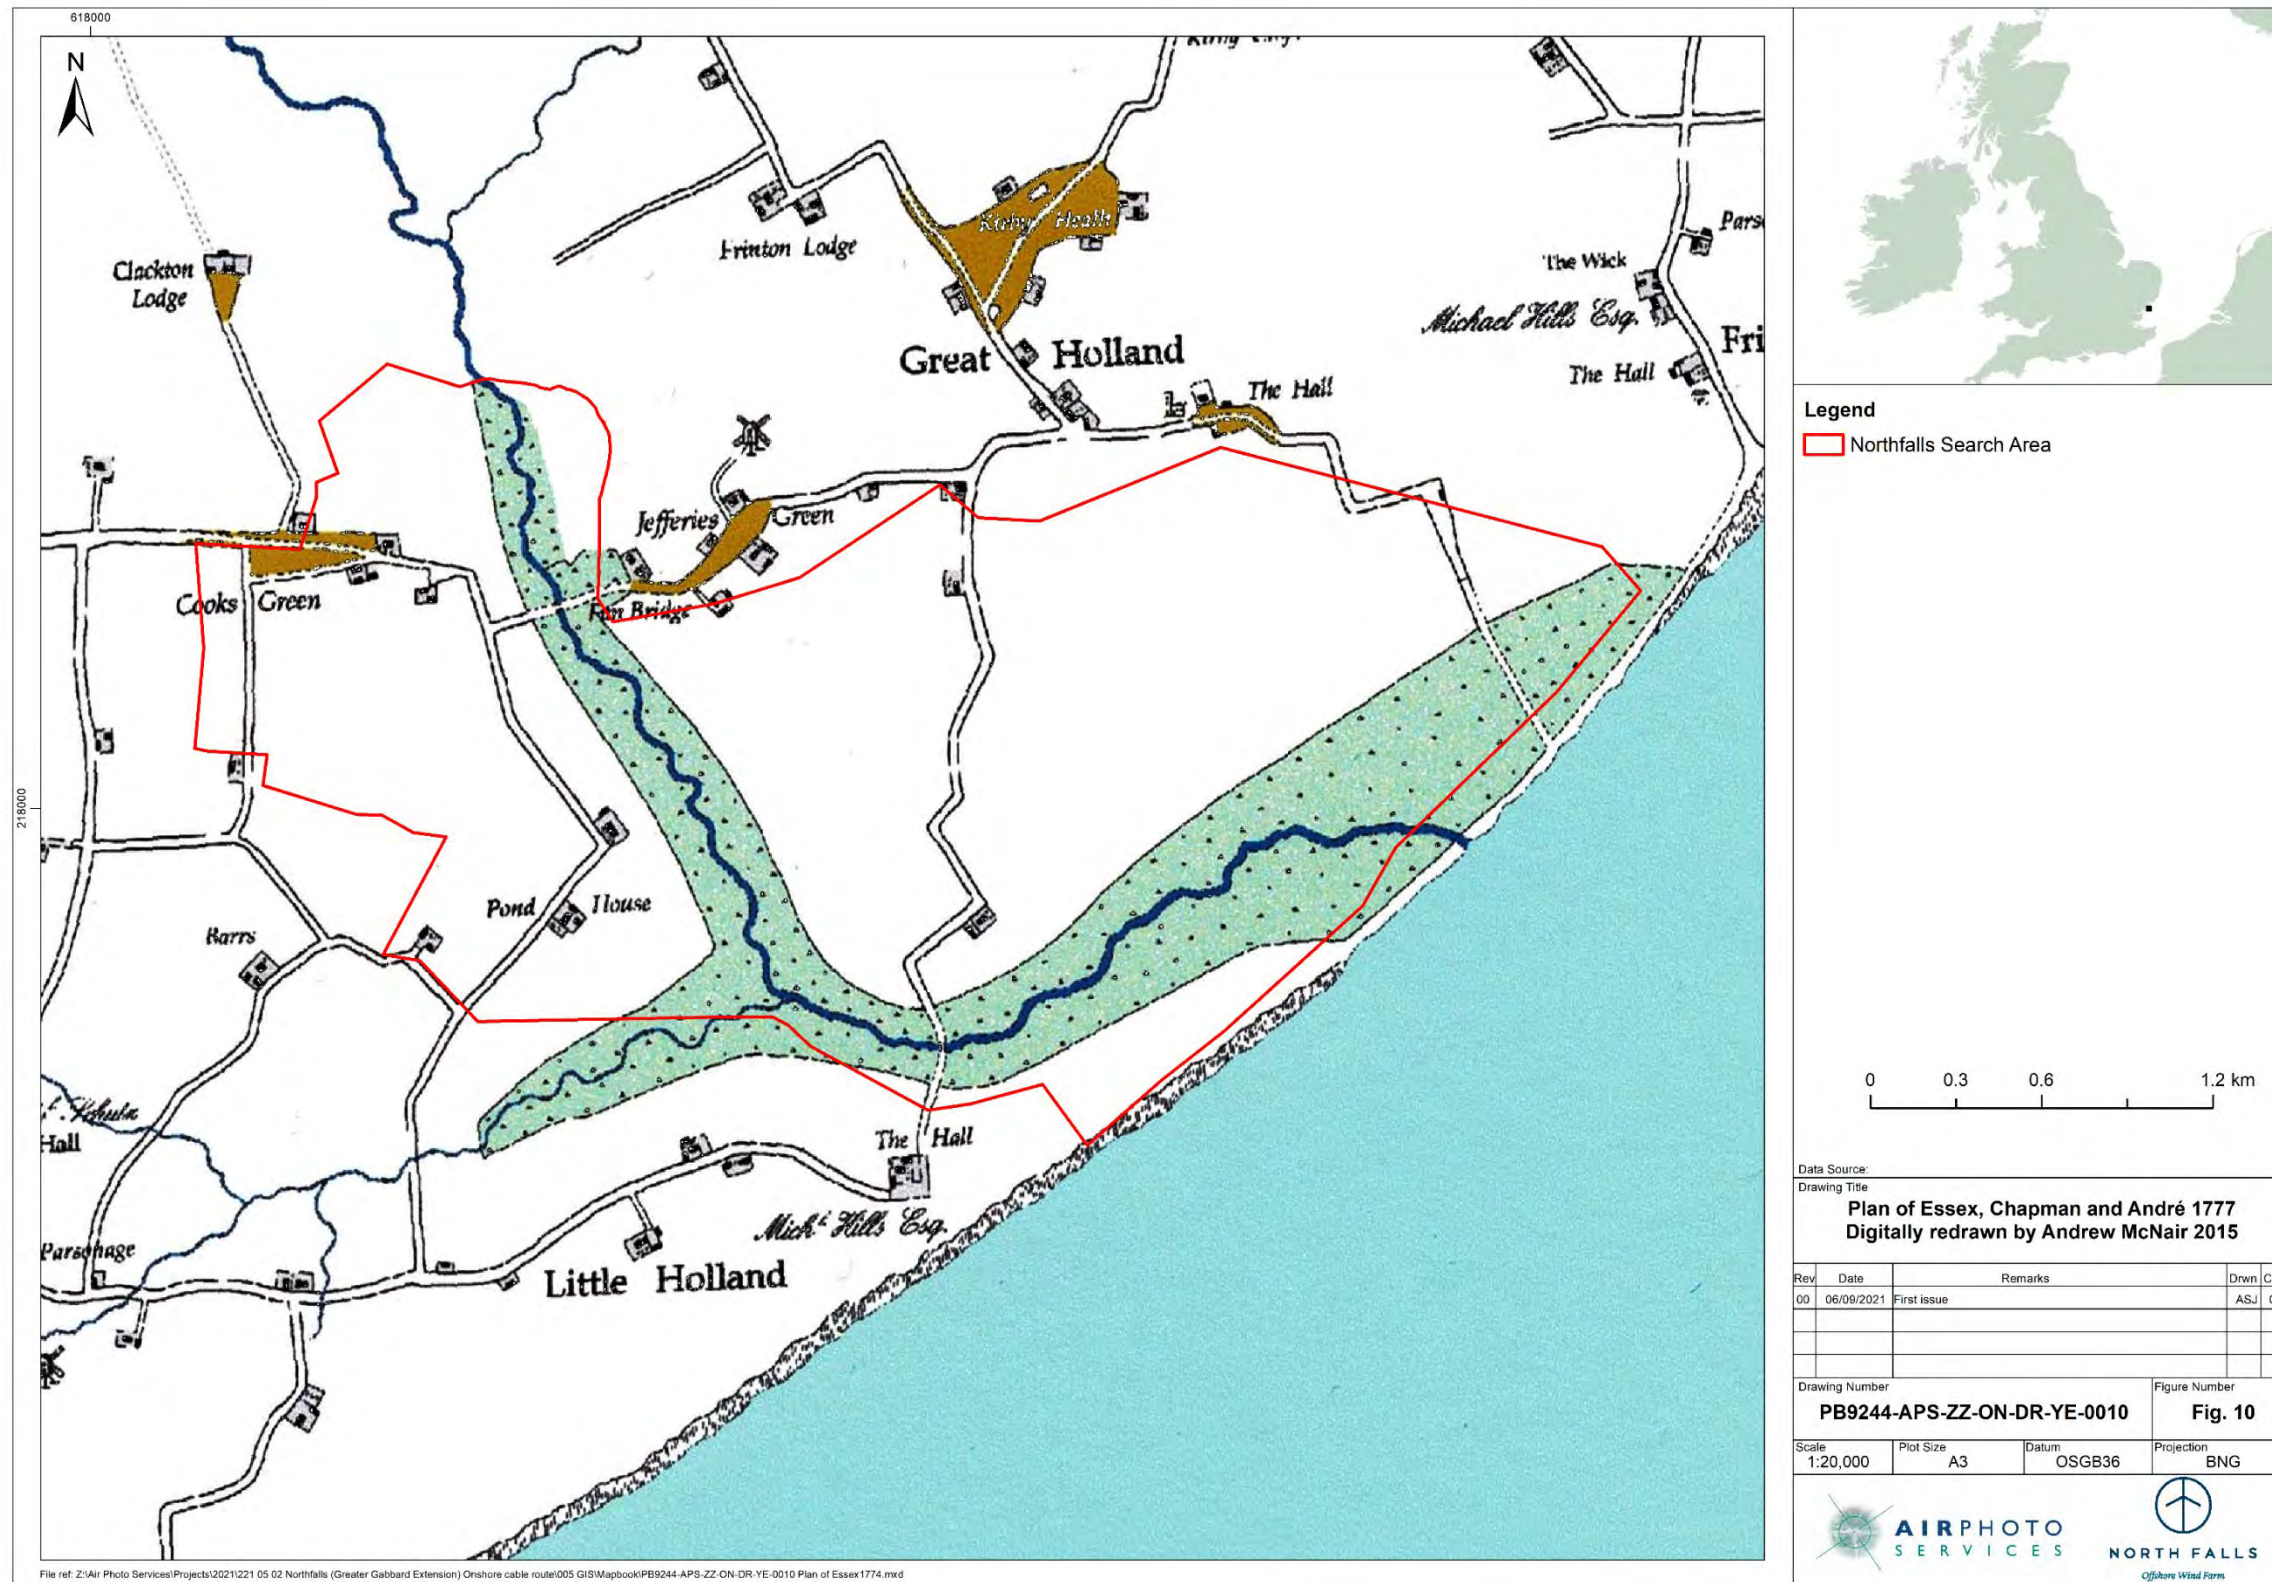 618000
N
218000
Clackton
Lodge
Frinton Lodge
Kirby Heath
The Wick
Michael Hills Esq.
The Hall
Great Holland
The Hall
Jefferies Green
Cooks Green
Fen Bridge
Pond House
Barrs
Hall
The Hall
Mich.l Hills Esq.
Parsonage
Little Holland
Legend
Northfalls Search Area
0 0.3 0.6 1.2 km
Data Source:
Drawing Title
Plan of Essex, Chapman and André 1777
Digitally redrawn by Andrew McNair 2015
Rev Date Remarks Drwn
00 06/09/2021 First issue ASJ
Drawing Number Figure Number
PB9244-APS-ZZ-ON-DR-YE-0010 Fig. 10
Scale Plot Size Datum Projection
1:20,000 A3 OSGB36 BNG
AIRPHOTO
SERVICES
NORTH FALLS
Offshore Wind Farm
File ref: Z:\Air Photo Services\Projects\2021\221 05 02 Northfalls (Greater Gabbard Extension) Onshore cable route\005 GIS\Mapbook\PB9244-APS-ZZ-ON-DR-YE-0010 Plan of Essex1774.mxd